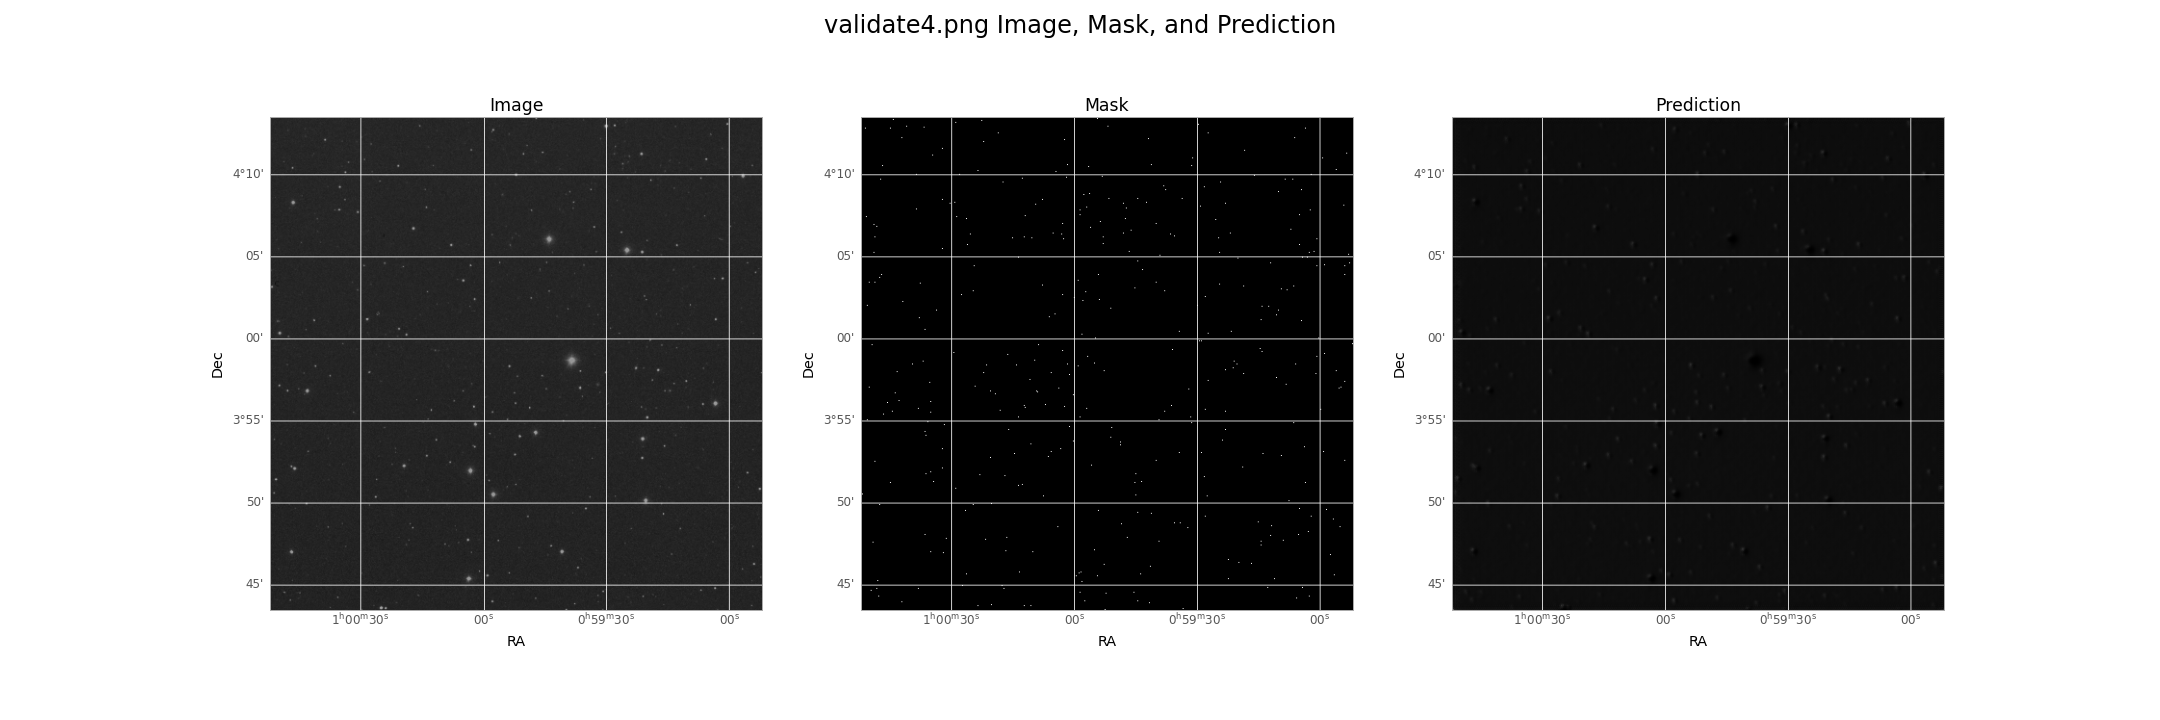 validate4.png Image, Mask, and Prediction
Image
Dec
4°10'
05'
00'
3°55'
50'
45'
1ʰ00ᵐ30ˢ 00ˢ 0ʰ59ᵐ30ˢ 00ˢ
RA
Mask
Dec
4°10'
05'
00'
3°55'
50'
45'
1ʰ00ᵐ30ˢ 00ˢ 0ʰ59ᵐ30ˢ 00ˢ
RA
Prediction
Dec
4°10'
05'
00'
3°55'
50'
45'
1ʰ00ᵐ30ˢ 00ˢ 0ʰ59ᵐ30ˢ 00ˢ
RA